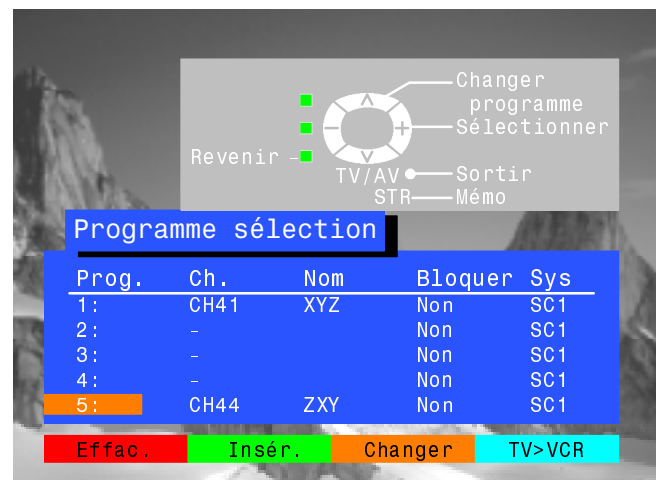 Changer
programme
Sélectionner
Revenir
TV/AV Sortir
STR Mémo
Programme sélection
Prog. Ch. Nom Bloquer Sys
1: CH41 XYZ Non SC1
2: - Non SC1
3: - Non SC1
4: - Non SC1
5: CH44 ZXY Non SC1
Effac. Insér. Changer TV>VCR